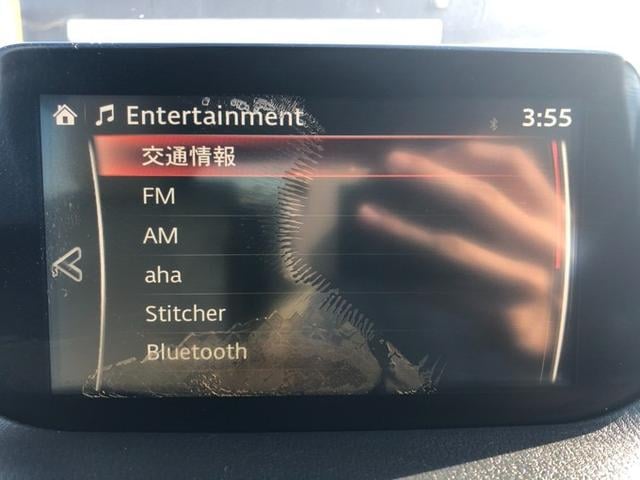 Entertainment 3:55
交通情報
FM
AM
aha
Stitcher
Bluetooth